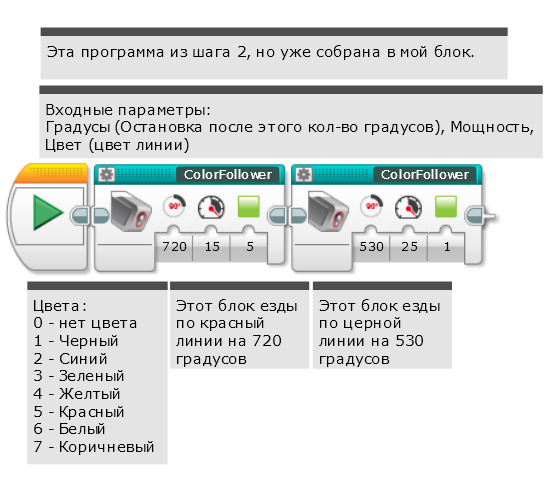 Эта программа из шага 2, но уже собрана в мой блок.
Входные параметры:
Градусы (Остановка после этого кол-во градусов), Мощность,
Цвет (цвет линии)
ColorFollower
90°
720 15 5
ColorFollower
90°
530 25 1
Цвета:
0 - нет цвета
1 - Черный
2 - Синий
3 - Зеленый
4 - Желтый
5 - Красный
6 - Белый
7 - Коричневый
Этот блок езды
по красный
линии на 720
градусов
Этот блок езды
по церной
линии на 530
градусов